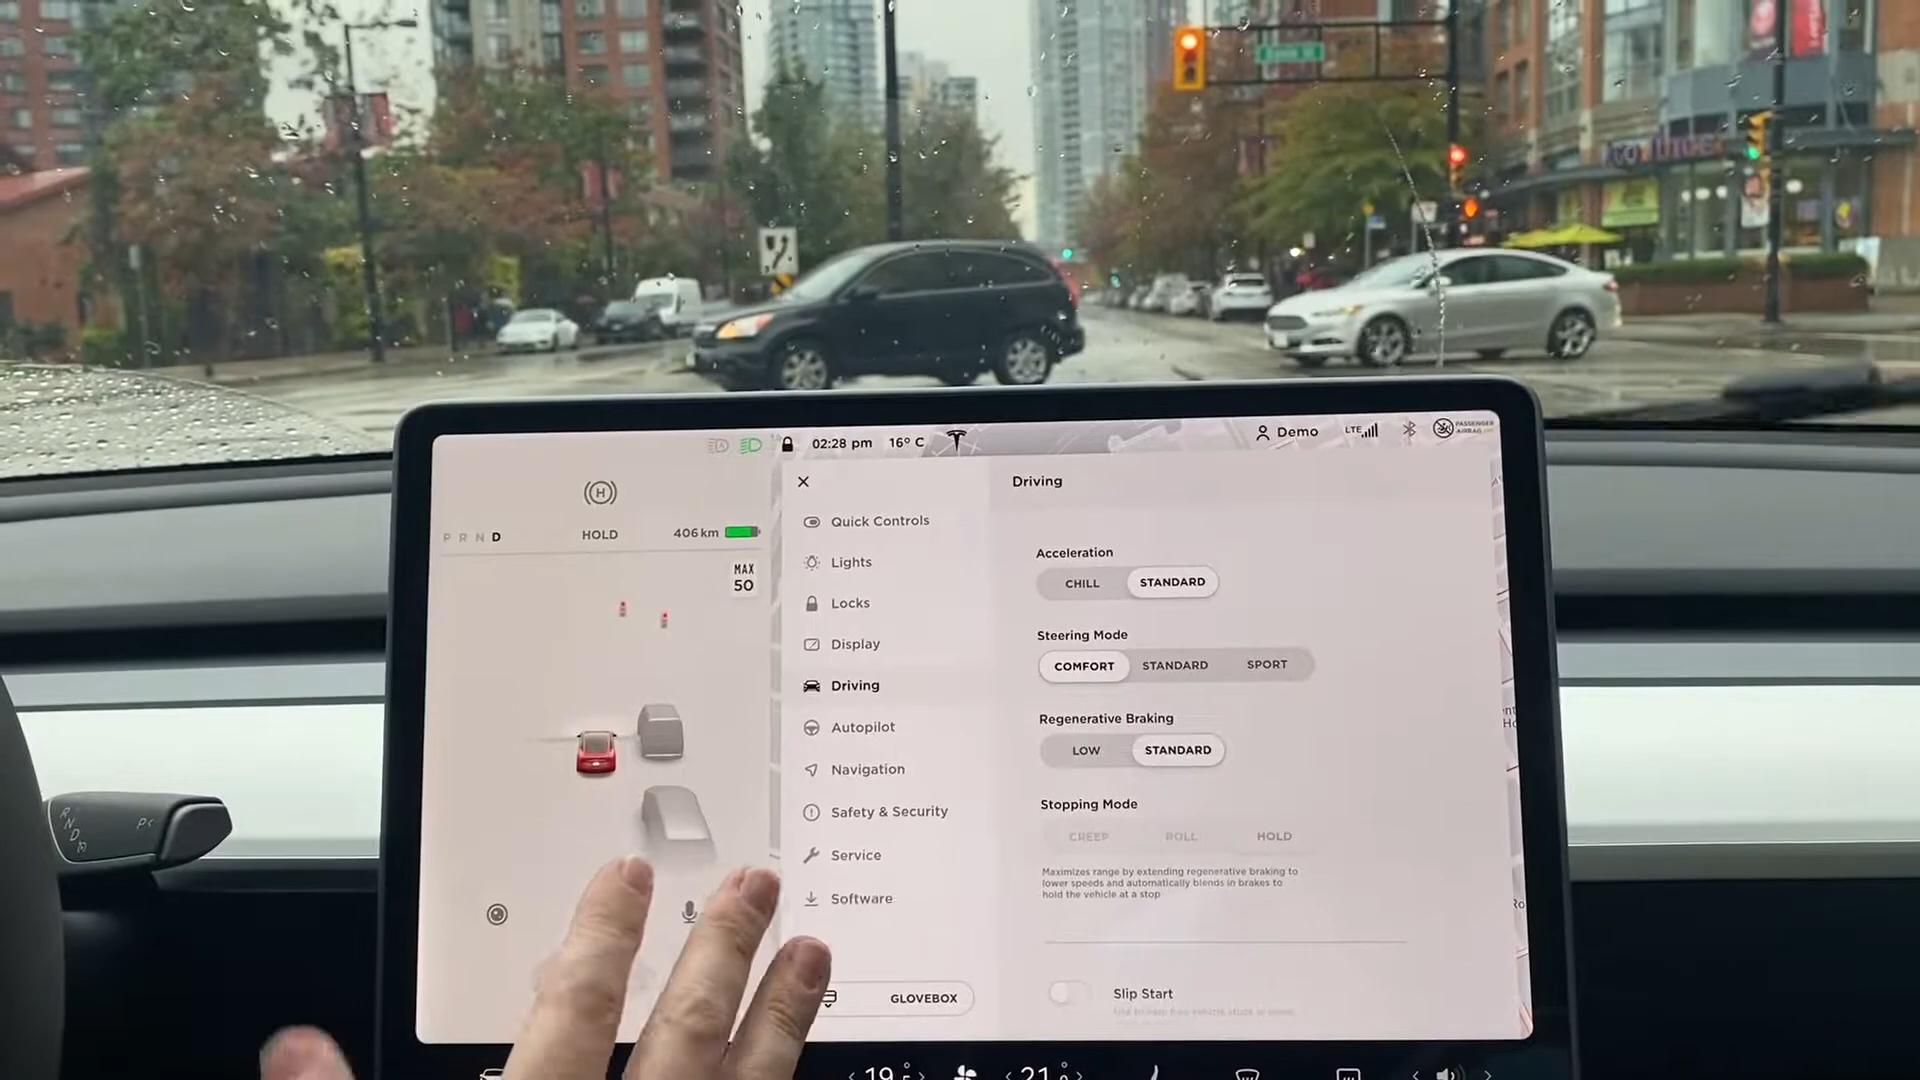 02:28 pm 16° C
Demo
LTE
PASSENGER
AIRBAG
P R N D
HOLD
406 km
MAX
50
Driving
Quick Controls
Lights
Locks
Display
Driving
Autopilot
Navigation
Safety & Security
Service
Software
GLOVEBOX
Acceleration
CHILL STANDARD
Steering Mode
COMFORT STANDARD SPORT
Regenerative Braking
LOW STANDARD
Stopping Mode
CREEP ROLL HOLD
Maximizes range by extending regenerative braking to
lower speeds and automatically blends in brakes to
hold the vehicle at a stop
Slip Start
R
N
D
P